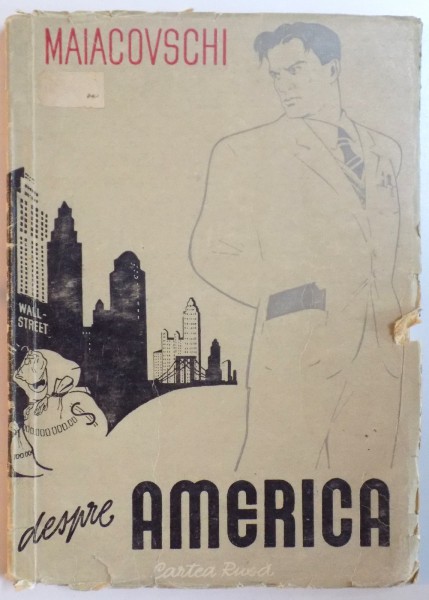 MAIACOVSCHI
WALL-
STREET
$
despre AMERICA
Cartea Rusă